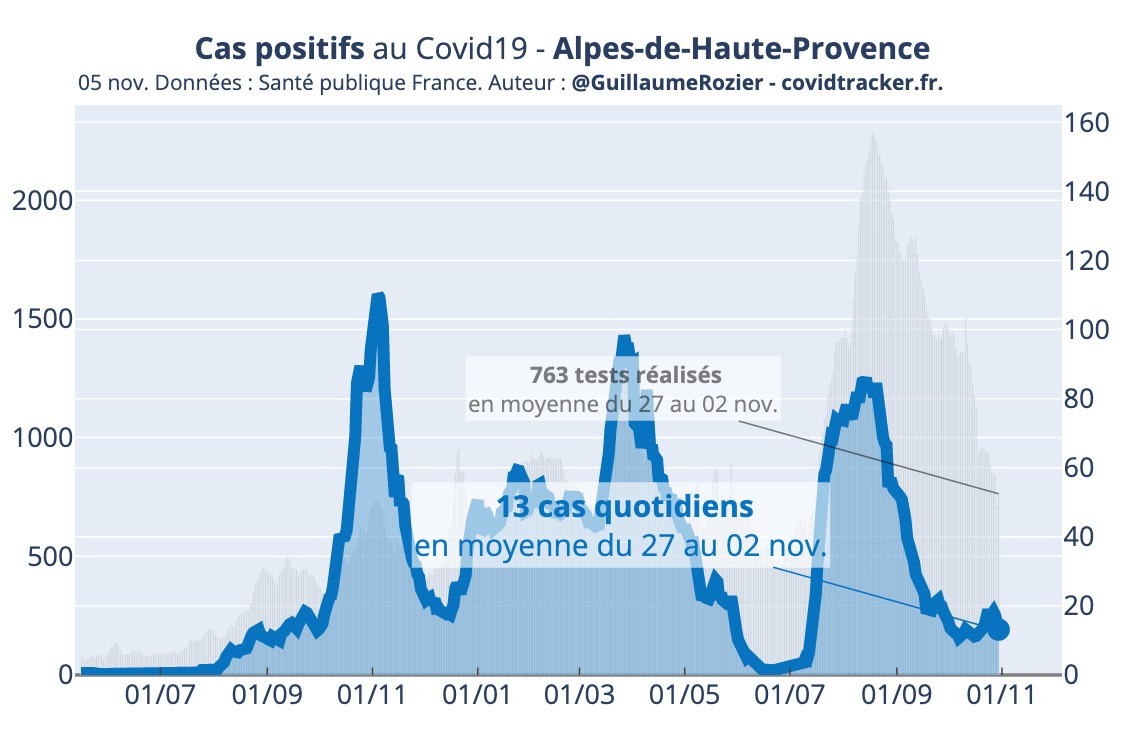 Cas positifs au Covid19 - Alpes-de-Haute-Provence
05 nov. Données : Santé publique France. Auteur : @GuillaumeRozier - covidtracker.fr.
160
140
2000
120
1500
100
763 tests réalisés
en moyenne du 27 au 02 nov.
80
1000
60
13 cas quotidiens
en moyenne du 27 au 02 nov.
40
500
20
0
0
01/07 01/09 01/11 01/01 01/03 01/05 01/07 01/09 01/11